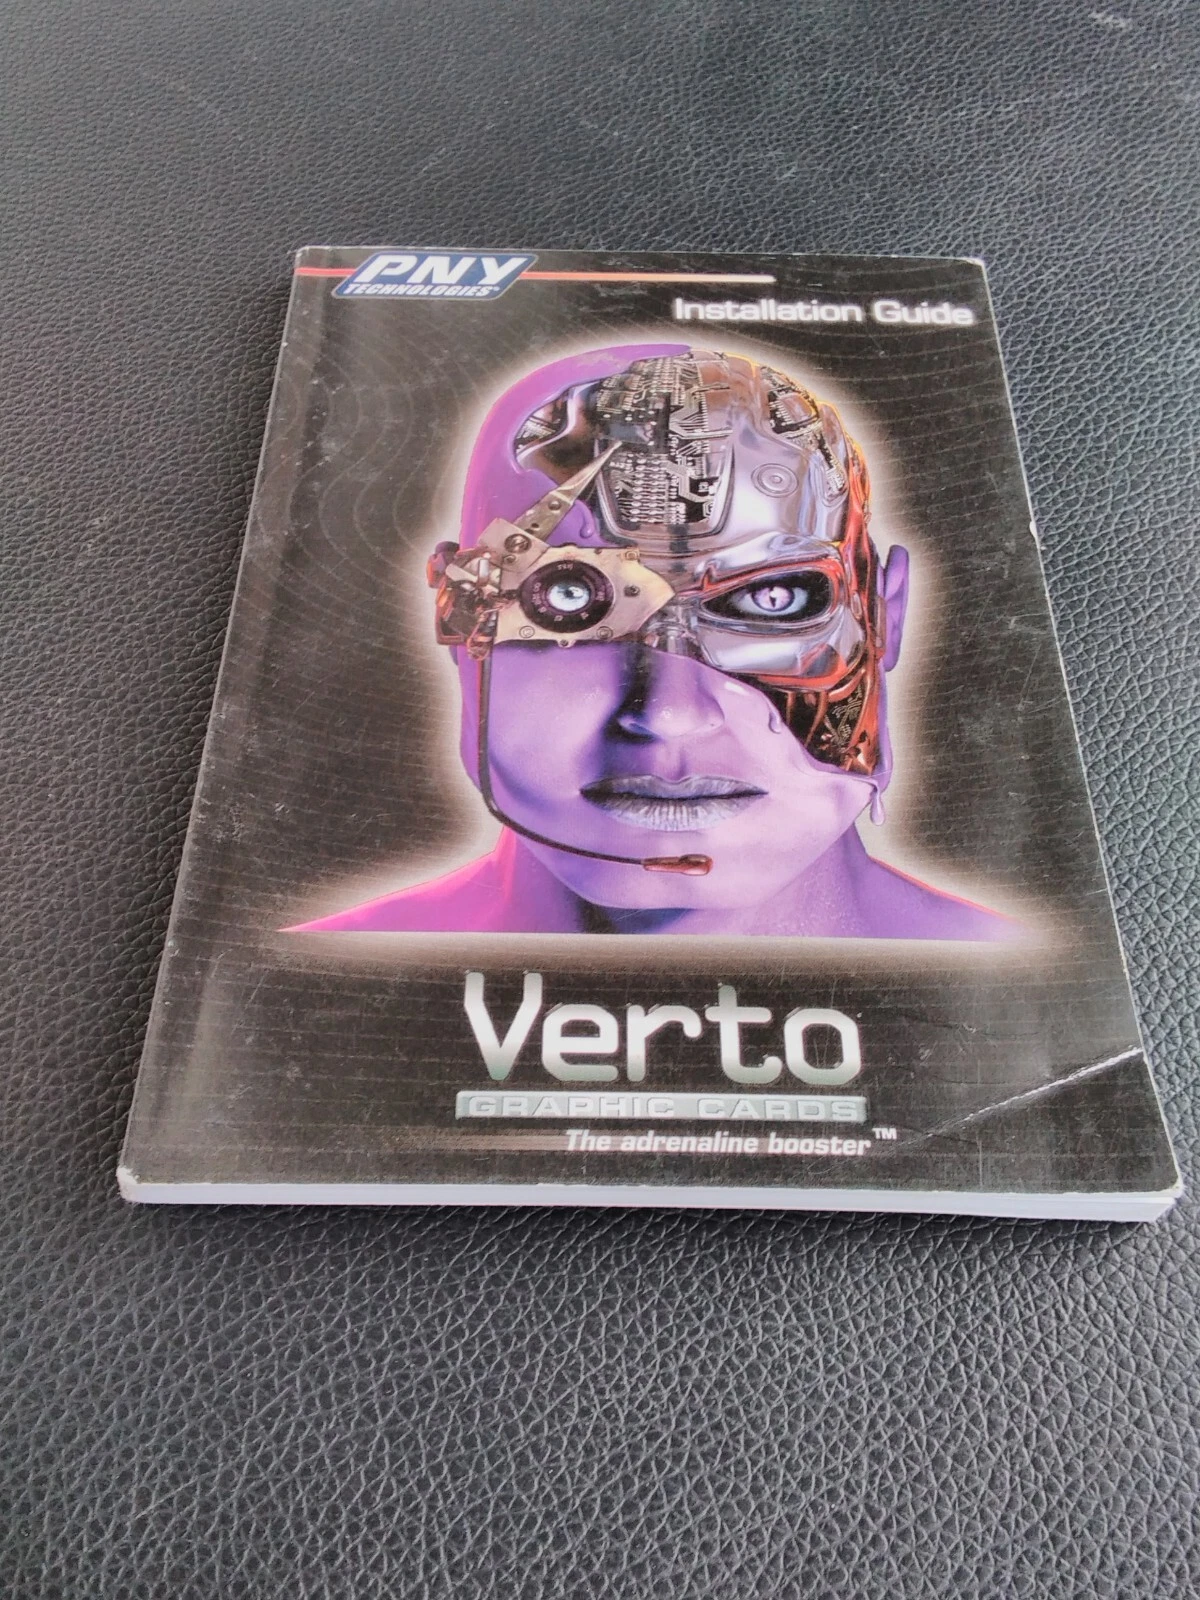 PNY
TECHNOLOGIES®
Installation Guide
Verto
GRAPHIC CARDS
The adrenaline booster™